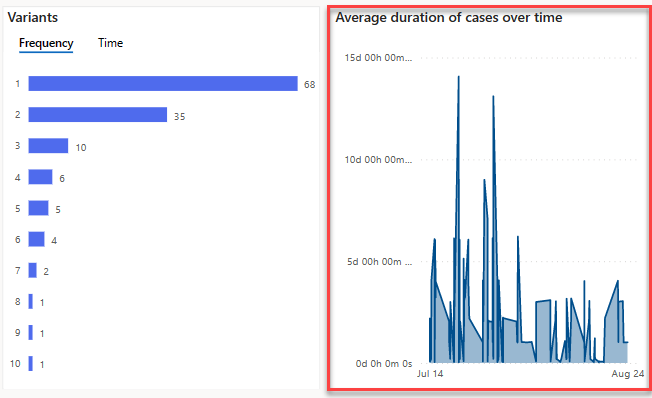 Variants
Frequency Time
1 68
2 35
3 10
4 6
5 5
6 4
7 2
8 1
9 1
10 1
Average duration of cases over time
15d 00h 00m...
10d 00h 00m...
5d 00h 00m ...
0d 0h 0m 0s
Jul 14 Aug 24